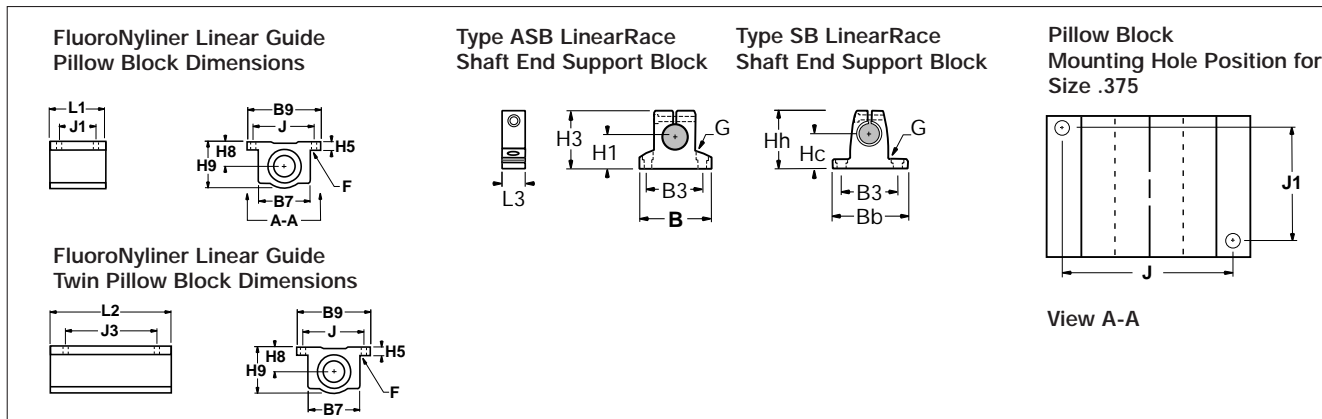 FluoroNyliner Linear Guide
Pillow Block Dimensions
L1
J1
B9
J
H8
H9
H5
F
B7
A-A
FluoroNyliner Linear Guide
Twin Pillow Block Dimensions
L2
J3
B9
J
H8
H9
H5
F
B7
Type ASB LinearRace
Shaft End Support Block
H3
H1
G
L3
B3
B
Type SB LinearRace
Shaft End Support Block
Hh
Hc
G
B3
Bb
Pillow Block
Mounting Hole Position for
Size .375
J1
J
View A-A